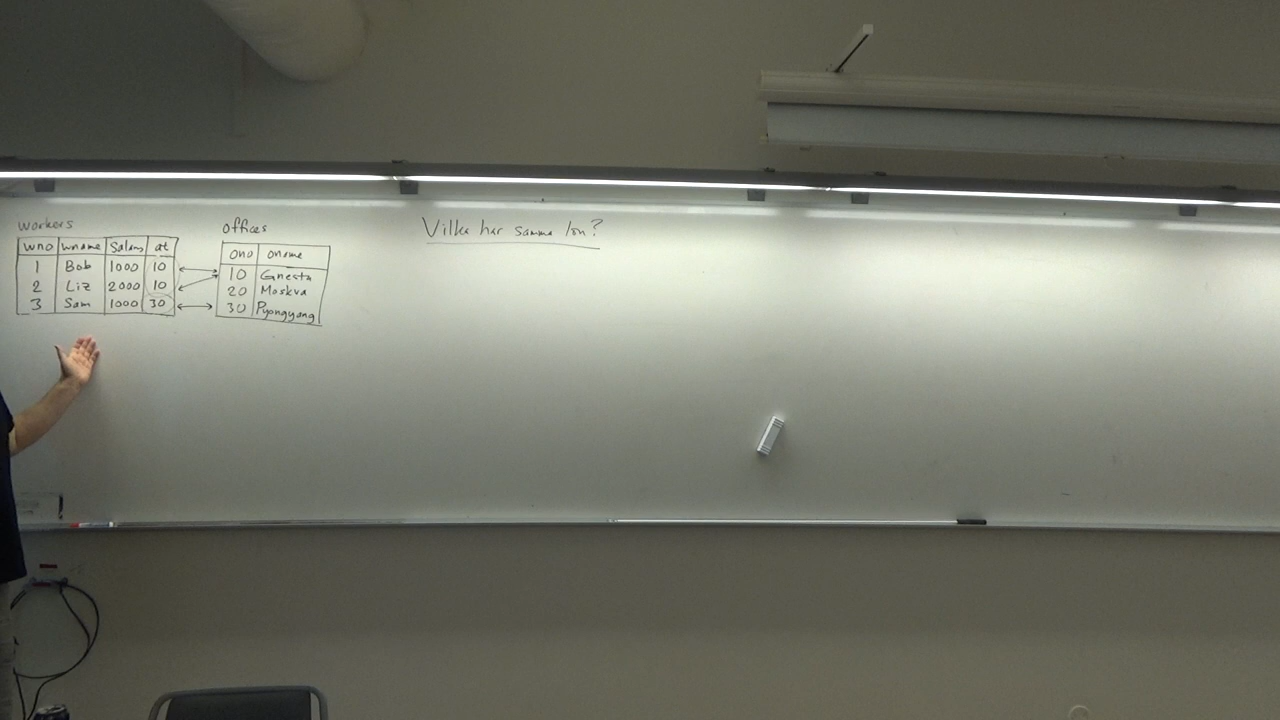 workers
wno wname Salary at
1 Bob 1000 10
2 Liz 2000 10
3 Sam 1000 30
offices
ono oname
10 Gnesta
20 Moskva
30 Pyongyang
Vilka har samma lön?